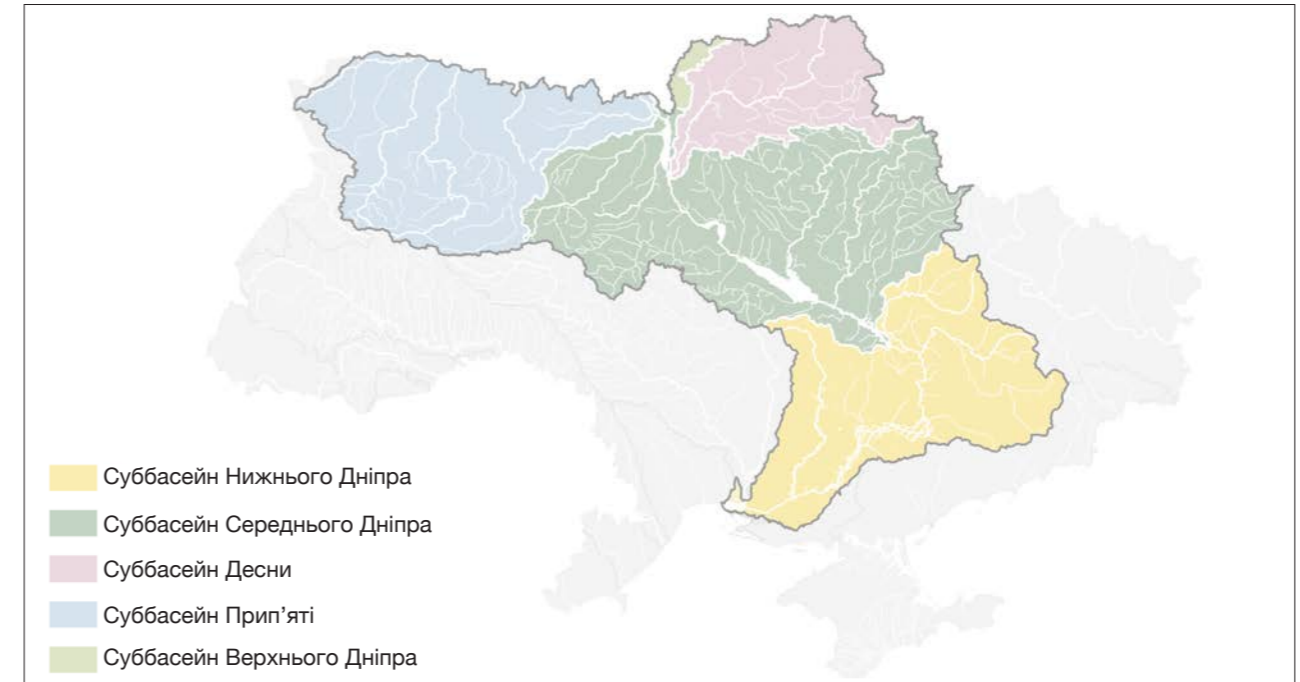 Суббасейн Нижнього Дніпра
Суббасейн Середнього Дніпра
Суббасейн Десни
Суббасейн Прип’яті
Суббасейн Верхнього Дніпра